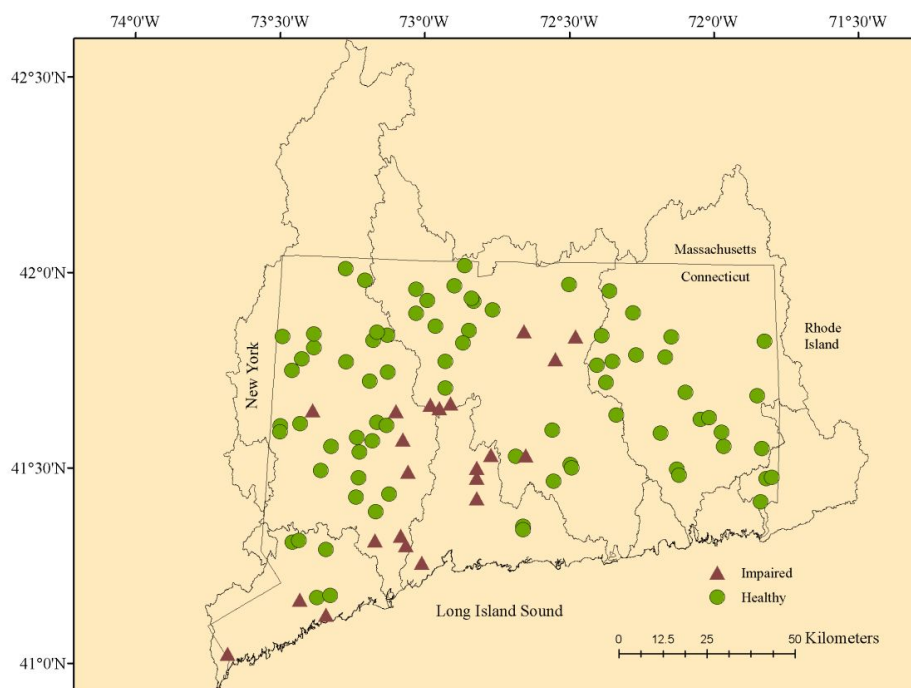 74°0'W 73°30'W 73°0'W 72°30'W 72°0'W 71°30'W
42°30'N
Massachusetts
42°0'N
Connecticut
Rhode
Island
New York
41°30'N
Impaired
Healthy
Long Island Sound
0 12.5 25 50 Kilometers
41°0'N